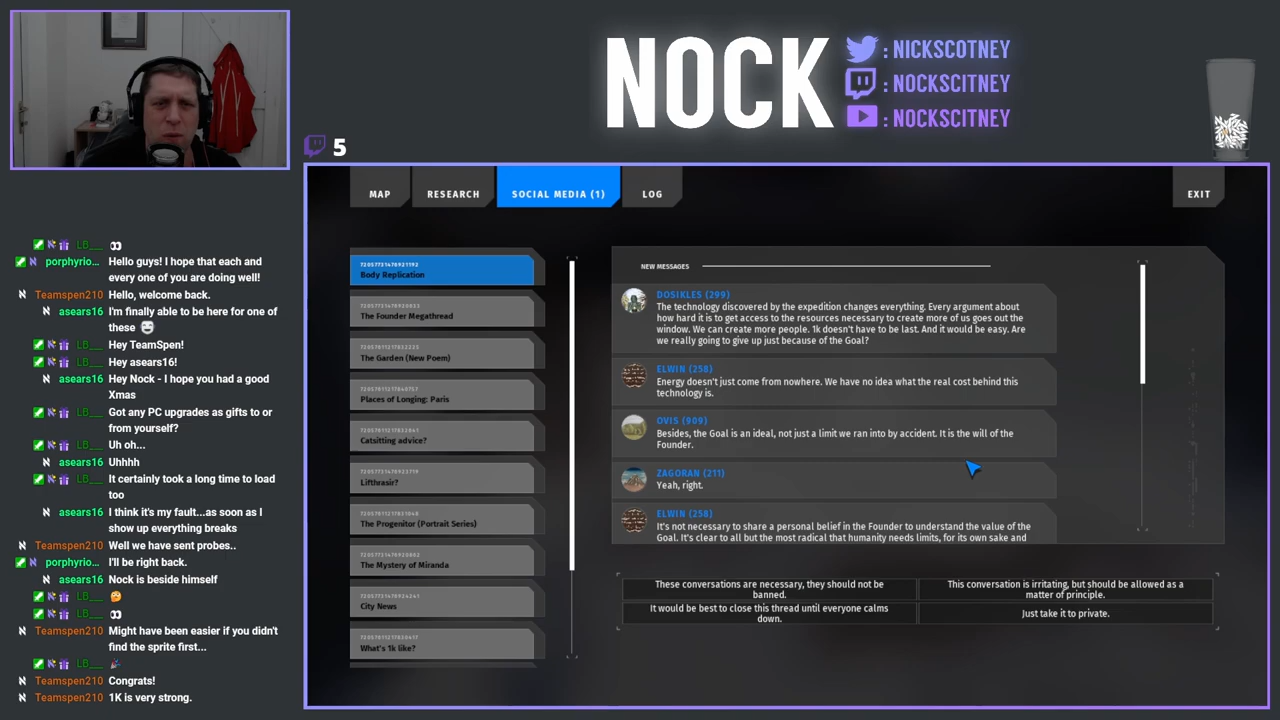 NOCK
: NICKSCOTNEY
: NOCKSCITNEY
: NOCKSCITNEY
5
LB__
porphyrio... Hello guys! I hope that each and
every one of you are doing well!
Teamspen210 Hello, welcome back.
asears16 I'm finally able to be here for one
of these
LB__ Hey TeamSpen!
LB__ Hey asears16!
asears16 Hey Nock - I hope you had a good
Xmas
LB__ Got any PC upgrades as gifts to or
from yourself?
LB__ Uh oh...
asears16 Uhhhh
LB__ It certainly took a long time to load
too
asears16 I think it's my fault...as soon as I
show up everything breaks
Teamspen210 Well we have sent probes..
porphyrio... I'll be right back.
asears16 Nock is beside himself
LB__
LB__
Teamspen210 Might have been easier if you didn't
find the sprite first...
LB__
Teamspen210 Congrats!
Teamspen210 1K is very strong.
MAP
RESEARCH
SOCIAL MEDIA (1)
LOG
EXIT
Body Replication
The Founder Megathread
The Garden (New Poem)
Places of Longing: Paris
Catsitting advice?
Lifthrasir?
The Progenitor (Portrait Series)
The Mystery of Miranda
City News
What's 1k like?
NEW MESSAGES
DOSIKLES (299)
The technology discovered by the expedition changes everything. Every argument about
how hard it is to get access to the resources necessary to create more of us goes out the
window. We can create more people. 1k doesn't have to be last. And it would be easy. Are
we really going to give up just because of the Goal?
ELWIN (258)
Energy doesn't just come from nowhere. We have no idea what the real cost behind this
technology is.
OVIS (909)
Besides, the Goal is an ideal, not just a limit we ran into by accident. It is the will of the
Founder.
ZAGORAN (211)
Yeah, right.
ELWIN (258)
It's not necessary to share a personal belief in the Founder to understand the value of the
Goal. It's clear to all but the most radical that humanity needs limits, for its own sake and
These conversations are necessary, they should not be
banned.
This conversation is irritating, but should be allowed as a
matter of principle.
It would be best to close this thread until everyone calms
down.
Just take it to private.